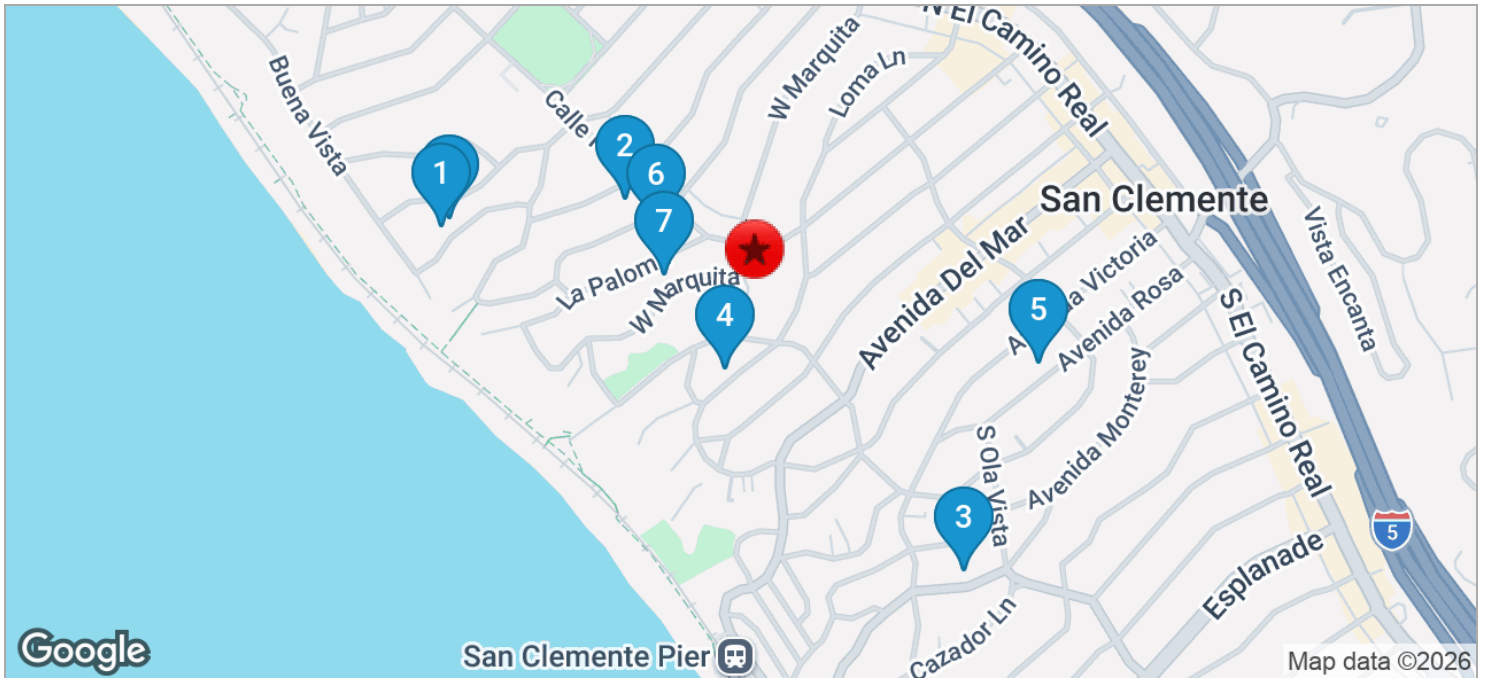 N El Camino Real
W Marquita
Loma Ln
Buena Vista
Calle
2
1
6
San Clemente
7
Vista Encanta
Avenida Del Mar
Victoria
La Paloma
W Marquita
Avenida Rosa
5
4
S El Camino Real
Avenida Monterey
S Ola Vista
3
5
Esplanade
Cazador Ln
Google
San Clemente Pier
Map data ©2026